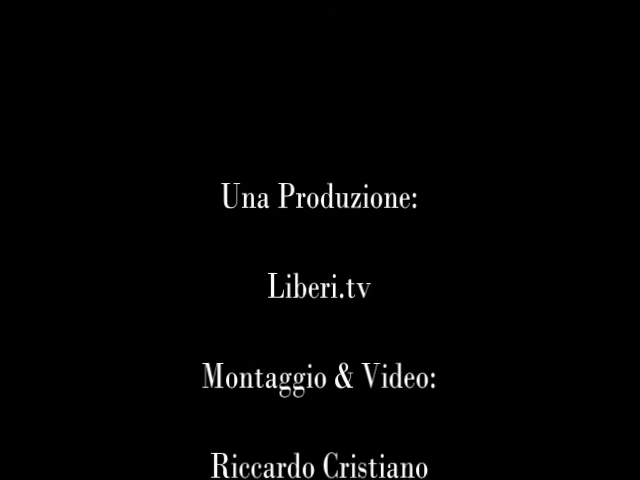 Una Produzione:
Liberi.tv
Montaggio & Video:
Riccardo Cristiano